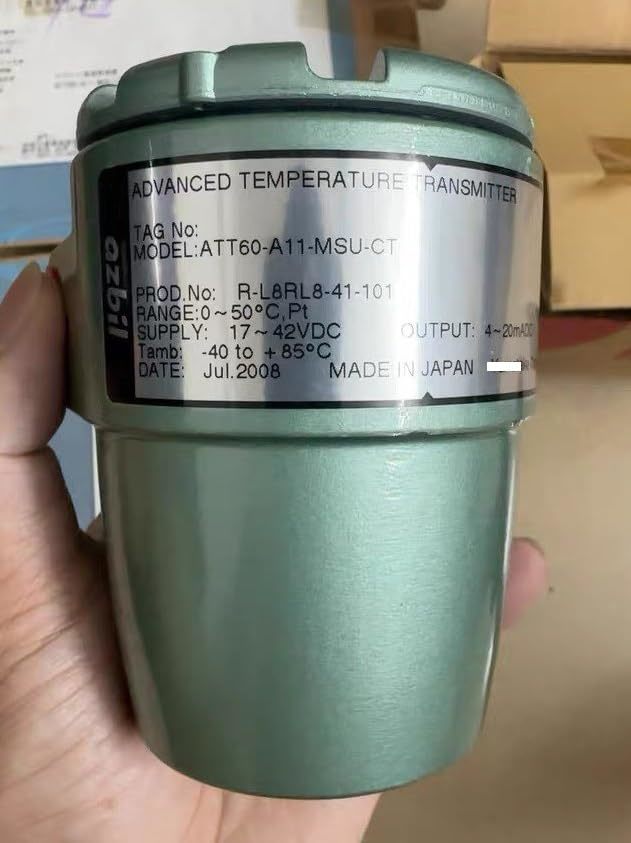 azbil
ADVANCED TEMPERATURE TRANSMITTER
TAG No:
MODEL:ATT60-A11-MSU-CT
PROD.No: R-L8RL8-41-101
RANGE:0~50°C,Pt
SUPPLY: 17~42VDC OUTPUT: 4~20mADC
Tamb: -40 to +85°C
DATE: Jul.2008 MADE IN JAPAN